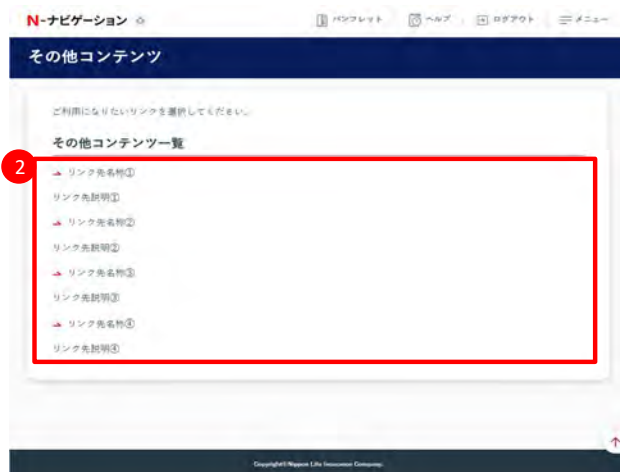 N-ナビゲーション
パンフレット ヘルプ ログアウト メニュー
その他コンテンツ
ご利用になりたいリンクを選択してください。
その他コンテンツ一覧
2
リンク先名称①
リンク先説明①
リンク先名称②
リンク先説明②
リンク先名称③
リンク先説明③
リンク先名称④
リンク先説明④
Copyright© Nippon Life Insurance Company.